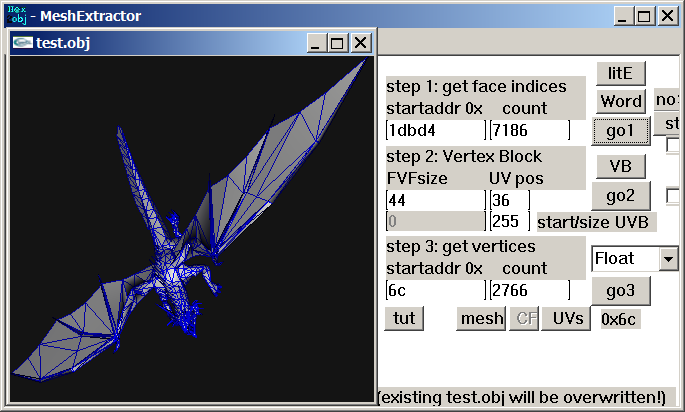 Hex obj - MeshExtractor
test.obj
litE
step 1: get face indices
startaddr 0x count
Word no
1dbd4 7186 go1 st
step 2: Vertex Block
FVFsize UV pos
VB
44 36 go2
0 255 start/size UVB
step 3: get vertices
startaddr 0x count
Float
6c 2766 go3
tut mesh CF UVs 0x6c
(existing test.obj will be overwritten!)